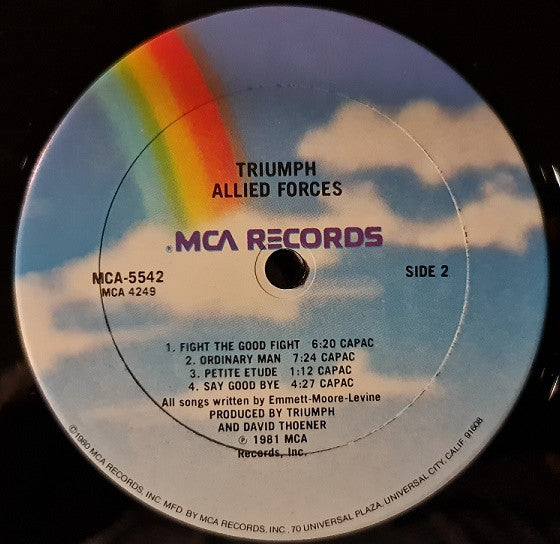 TRIUMPH
ALLIED FORCES
® MCA RECORDS
MCA-5542
MCA 4249
SIDE 2
1. FIGHT THE GOOD FIGHT 6:20 CAPAC
2. ORDINARY MAN 7:24 CAPAC
3. PETITE ETUDE 1:12 CAPAC
4. SAY GOOD BYE 4:27 CAPAC
All songs written by Emmett-Moore-Levine
PRODUCED BY TRIUMPH
AND DAVID THOENER
℗ 1981 MCA
Records, Inc.
©1980 MCA RECORDS, INC. MFD BY MCA RECORDS, INC. 70 UNIVERSAL PLAZA, UNIVERSAL CITY, CALIF. 91608